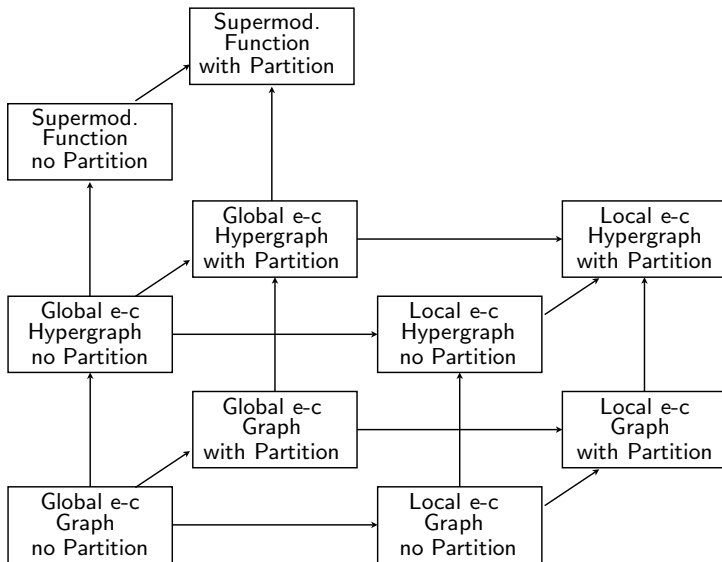 Supermod.
Function
with Partition
Supermod.
Function
no Partition
Global e-c
Hypergraph
with Partition
Local e-c
Hypergraph
with Partition
Global e-c
Hypergraph
no Partition
Local e-c
Hypergraph
no Partition
Global e-c
Graph
with Partition
Local e-c
Graph
with Partition
Global e-c
Graph
no Partition
Local e-c
Graph
no Partition